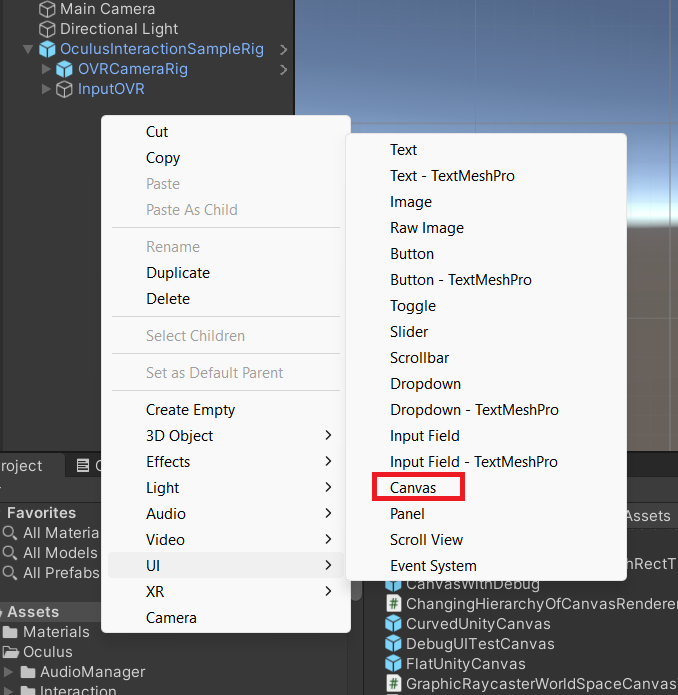 Main Camera
Directional Light
OculusInteractionSampleRig
OVRCameraRig
InputOVR
Cut
Copy
Paste
Paste As Child
Rename
Duplicate
Delete
Select Children
Set as Default Parent
Create Empty
3D Object
Effects
Light
Audio
Video
UI
XR
Camera
Text
Text - TextMeshPro
Image
Raw Image
Button
Button - TextMeshPro
Toggle
Slider
Scrollbar
Dropdown
Dropdown - TextMeshPro
Input Field
Input Field - TextMeshPro
Canvas
Panel
Scroll View
Event System
roject
C
Favorites
All Materia
All Models
All Prefabs
Assets
Materials
Oculus
AudioManager
Interaction
Assets
hRectT
CanvasWithDebug
ChangingHierarchyOfCanvasRenderer
CurvedUnityCanvas
DebugUITestCanvas
FlatUnityCanvas
GraphicRaycasterWorldSpaceCanvas